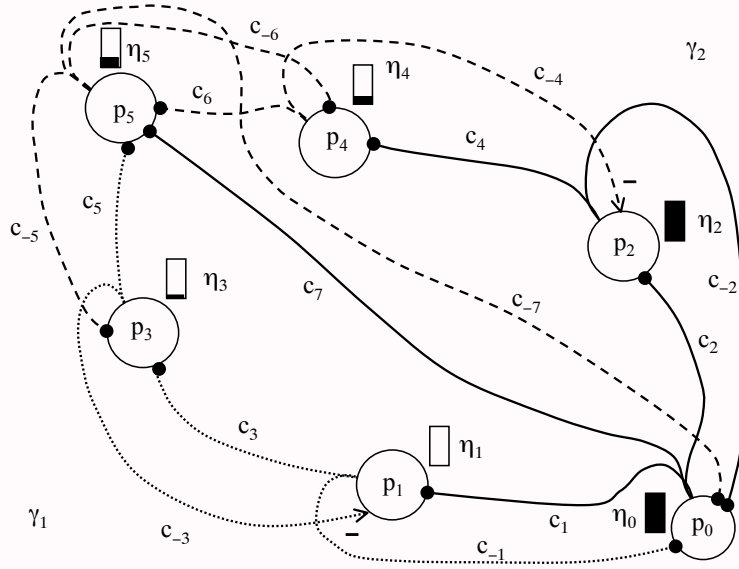 c₋₆
η₅
γ₂
η₄
c₋₄
p₅
c₆
p₄
c₄
–
c₅
η₂
c₋₅
p₂
η₃
c₇
c₋₂
c₋₇
p₃
c₂
c₃
η₁
p₁
γ₁
c₁
η₀
p₀
c₋₃
–
c₋₁